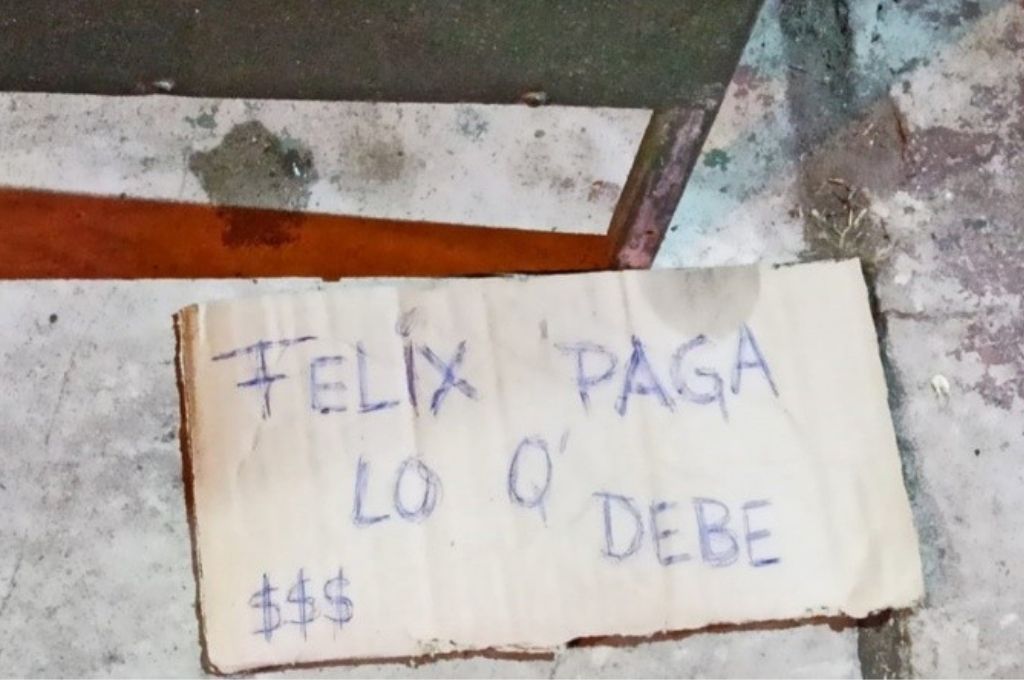 FELIX PAGA
LO Q' DEBE
$$$